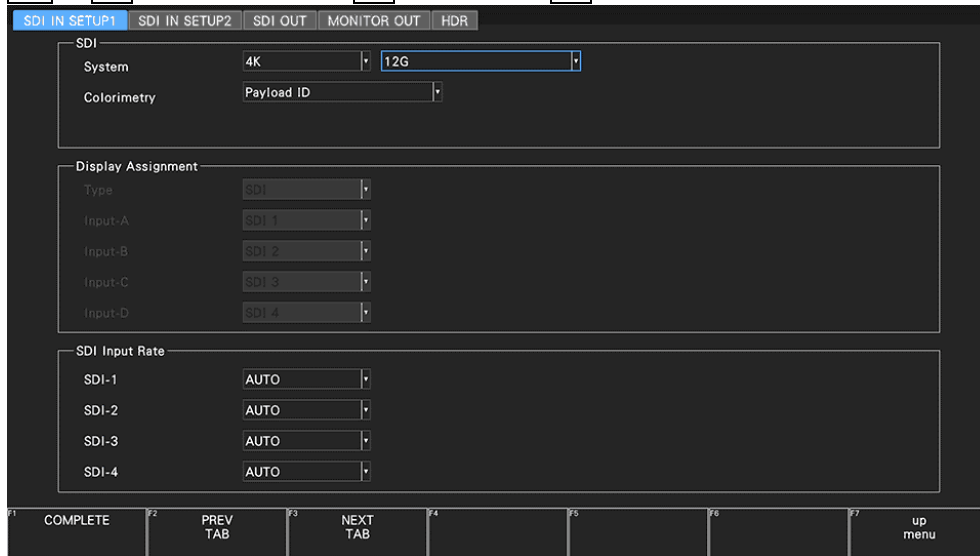 SDI IN SETUP1 SDI IN SETUP2 SDI OUT MONITOR OUT HDR
SDI
System 4K 12G
Colorimetry Payload ID
Display Assignment
Type SDI
Input-A SDI 1
Input-B SDI 2
Input-C SDI 3
Input-D SDI 4
SDI Input Rate
SDI-1 AUTO
SDI-2 AUTO
SDI-3 AUTO
SDI-4 AUTO
F1 COMPLETE F2 PREV TAB F3 NEXT TAB F4 F5 F6 F7 up menu